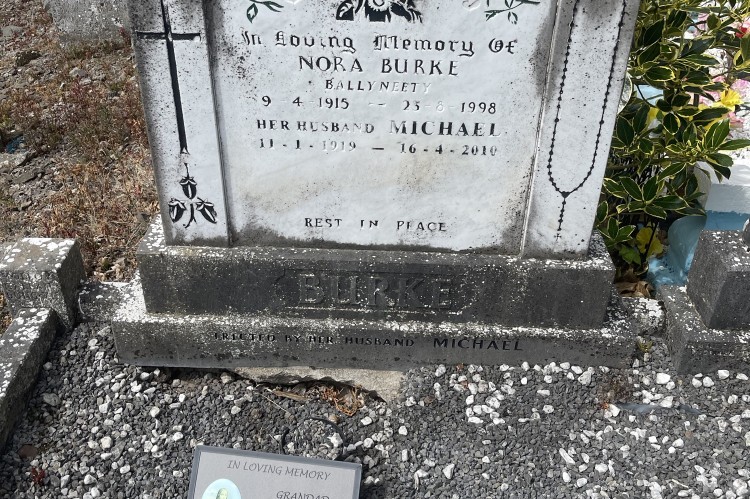 In Loving Memory Of
NORA BURKE
BALLYNEETY
9-4-1915 -- 23-8-1998
HER HUSBAND MICHAEL
11-1-1919 - 16-4-2010
REST IN PEACE
BURKE
ERECTED BY HER HUSBAND MICHAEL
IN LOVING MEMORY
GRANDAD